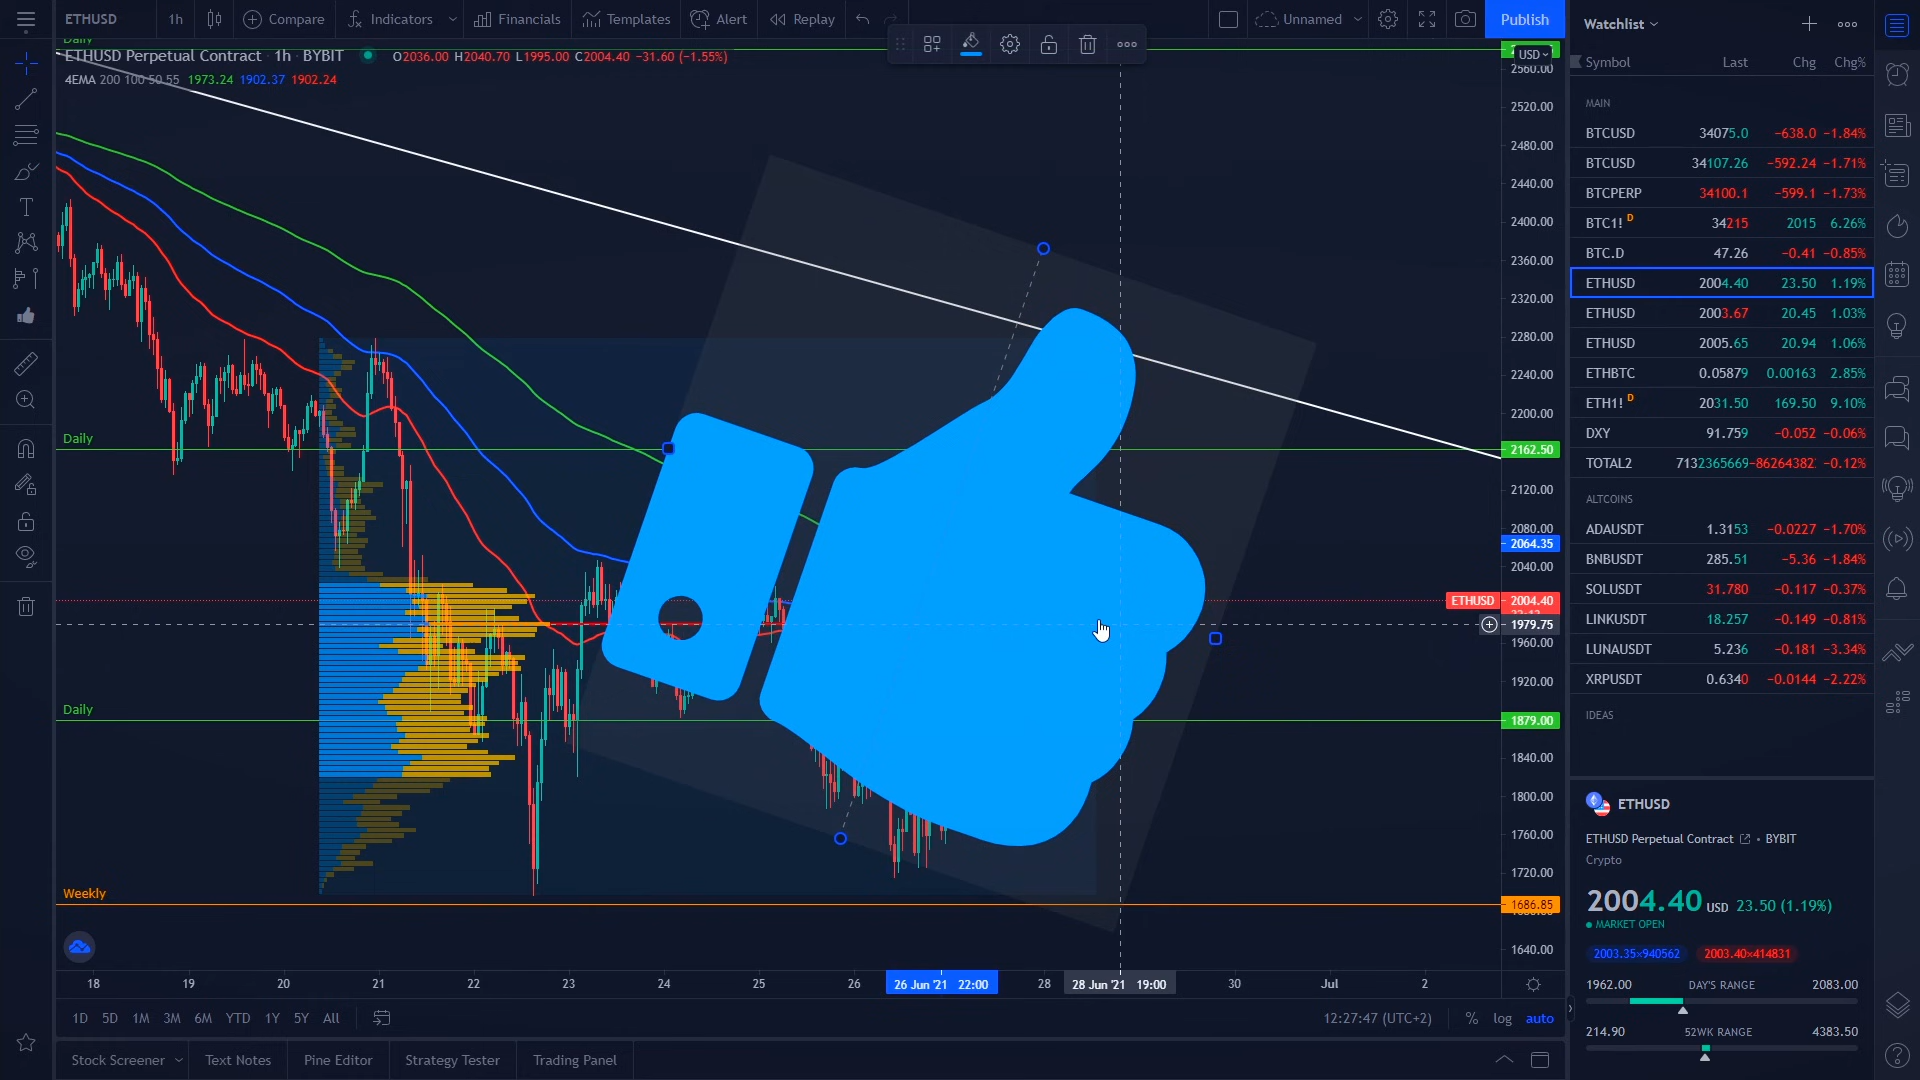 ETHUSD 1h Compare Indicators Financials Templates Alert Replay Unnamed Publish
Daily
ETHUSD Perpetual Contract · 1h · BYBIT O2036.00 H2040.70 L1995.00 C2004.40 −31.60 (−1.55%)
4EMA 200 100 50 55 1973.24 1902.37 1902.24
USD
2560.00
2520.00
2480.00
2440.00
2400.00
2360.00
2320.00
2280.00
2240.00
2200.00
Daily 2162.50
2120.00
2080.00
2064.35
2040.00
ETHUSD 2004.40
1979.75
1960.00
1920.00
Daily 1879.00
1840.00
1800.00
1760.00
1720.00
Weekly 1686.85
1640.00
18 19 20 21 22 23 24 25 26 26 Jun '21 22:00 28 28 Jun '21 19:00 30 Jul 2
1D 5D 1M 3M 6M YTD 1Y 5Y All 12:27:47 (UTC+2) % log auto
Stock Screener Text Notes Pine Editor Strategy Tester Trading Panel
Watchlist
Symbol Last Chg Chg%
MAIN
BTCUSD 34075.0 −638.0 −1.84%
BTCUSD 34107.26 −592.24 −1.71%
BTCPERP 34100.1 −599.1 −1.73%
BTC1! D 34215 2015 6.26%
BTC.D 47.26 −0.41 −0.85%
ETHUSD 2004.40 23.50 1.19%
ETHUSD 2003.67 20.45 1.03%
ETHUSD 2005.65 20.94 1.06%
ETHBTC 0.05879 0.00163 2.85%
ETH1! D 2031.50 169.50 9.10%
DXY 91.759 −0.052 −0.06%
TOTAL2 7132365669 −86264382 −0.12%
ALTCOINS
ADAUSDT 1.3153 −0.0227 −1.70%
BNBUSDT 285.51 −5.36 −1.84%
SOLUSDT 31.780 −0.117 −0.37%
LINKUSDT 18.257 −0.149 −0.81%
LUNAUSDT 5.236 −0.181 −3.34%
XRPUSDT 0.6340 −0.0144 −2.22%
IDEAS
ETHUSD
ETHUSD Perpetual Contract · BYBIT
Crypto
2004.40 USD 23.50 (1.19%)
MARKET OPEN
2003.35×940562 2003.40×414831
1962.00 DAY'S RANGE 2083.00
214.90 52WK RANGE 4383.50